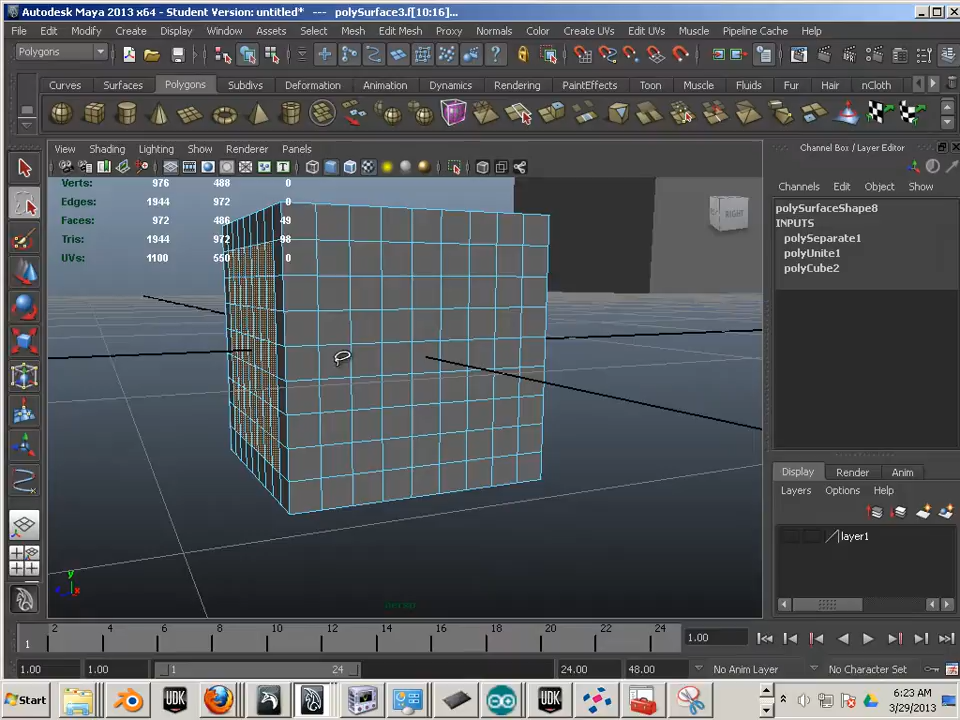 Autodesk Maya 2013 x64 - Student Version: untitled* --- polySurface3.f[10:16]...
File Edit Modify Create Display Window Assets Select Mesh Edit Mesh Proxy Normals Color Create UVs Edit UVs Muscle Pipeline Cache Help
Polygons
Curves Surfaces Polygons Subdivs Deformation Animation Dynamics Rendering PaintEffects Toon Muscle Fluids Fur Hair nCloth
View Shading Lighting Show Renderer Panels
Channel Box / Layer Editor
Channels Edit Object Show
Verts: 976 488 0
Edges: 1944 972 0
Faces: 972 486 49
Tris: 1944 972 98
UVs: 1100 550 0
RIGHT
polySurfaceShape8
INPUTS
polySeparate1
polyUnite1
polyCube2
Display Render Anim
Layers Options Help
layer1
y
x
persp
2 4 6 8 10 12 14 16 18 20 22 24
1
1.00
1.00 1.00 1 24 24.00 48.00 No Anim Layer No Character Set
Start UDK UDK
6:23 AM
3/29/2013